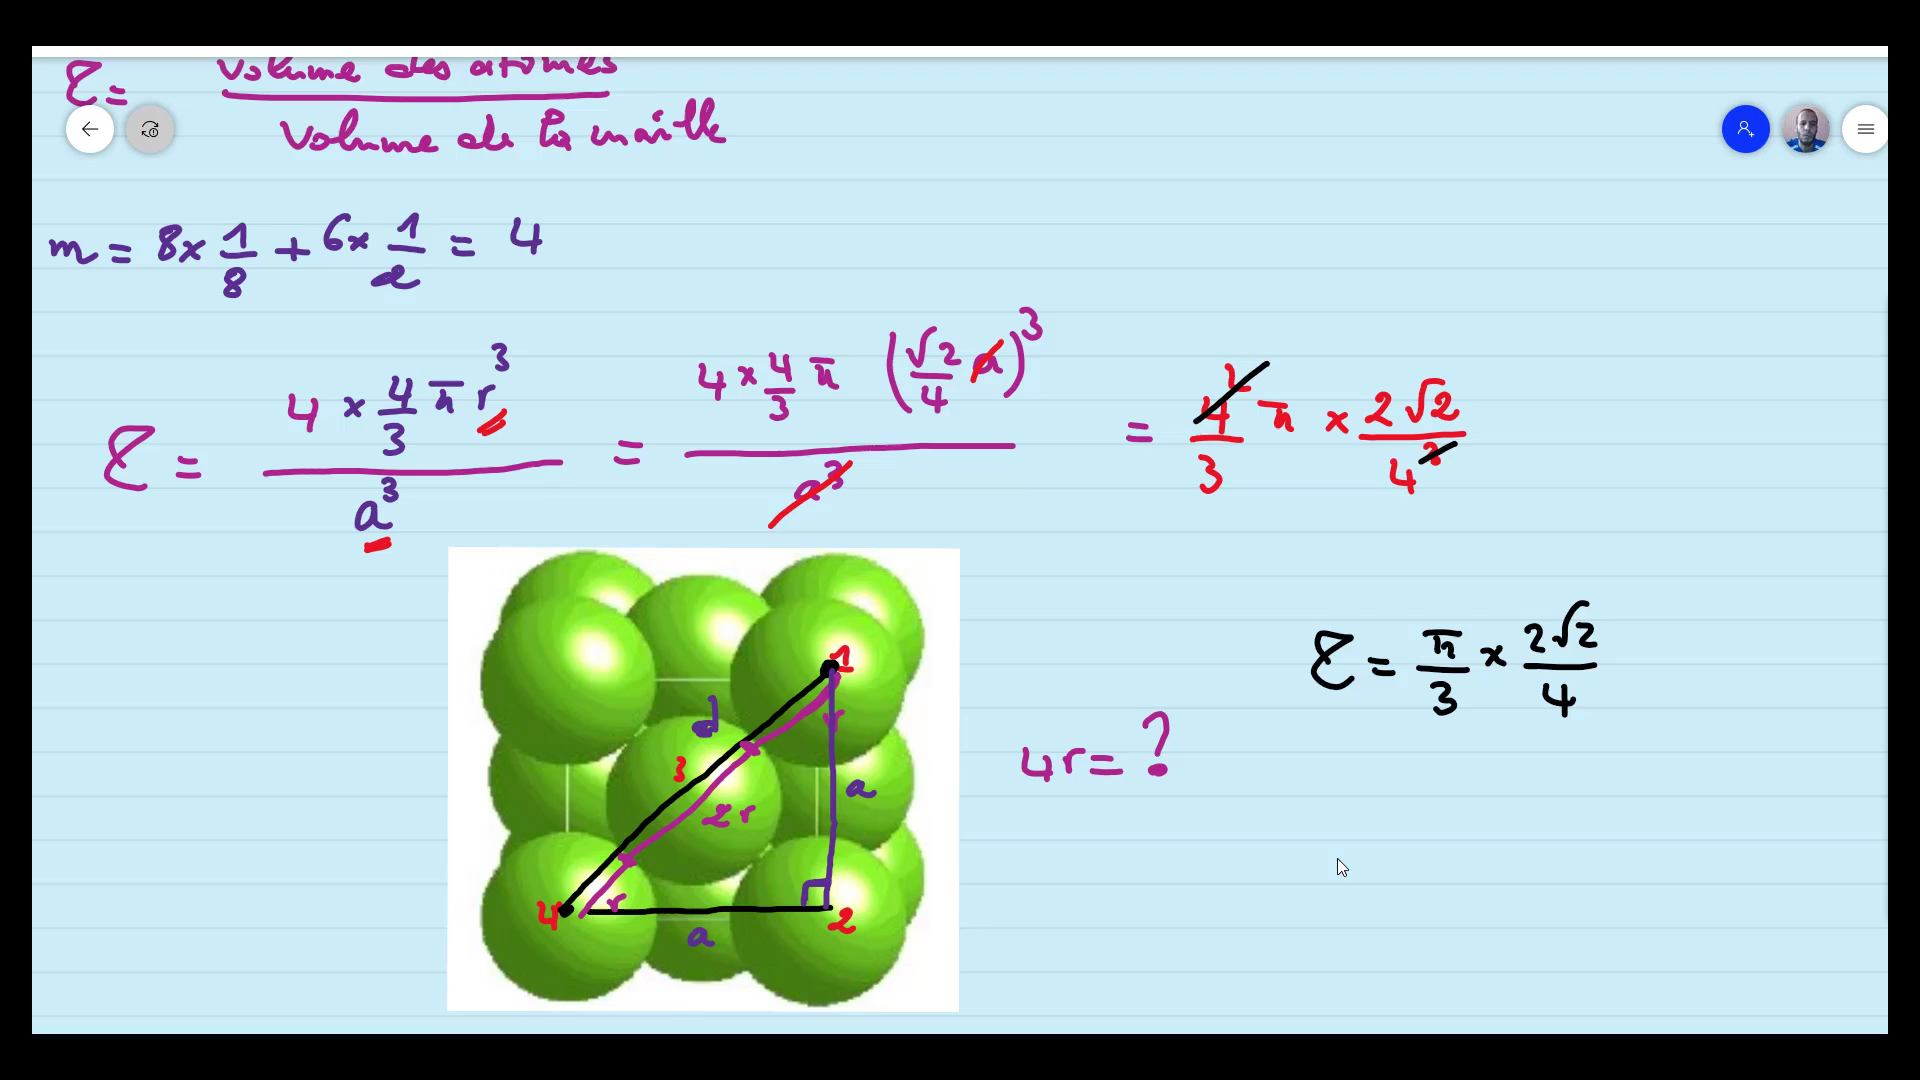 τ = volume des atomes / volume de la maille
m = 8 × 1/8 + 6 × 1/2 = 4
τ = (4 × 4/3 π r³) / a³ = (4 × 4/3 π (√2/4 a)³) / a³ = 4²/3 π × 2√2/4³
1
d
r
τ = π/3 × 2√2/4
3
4r = ?
a
2r
4
r
2
a